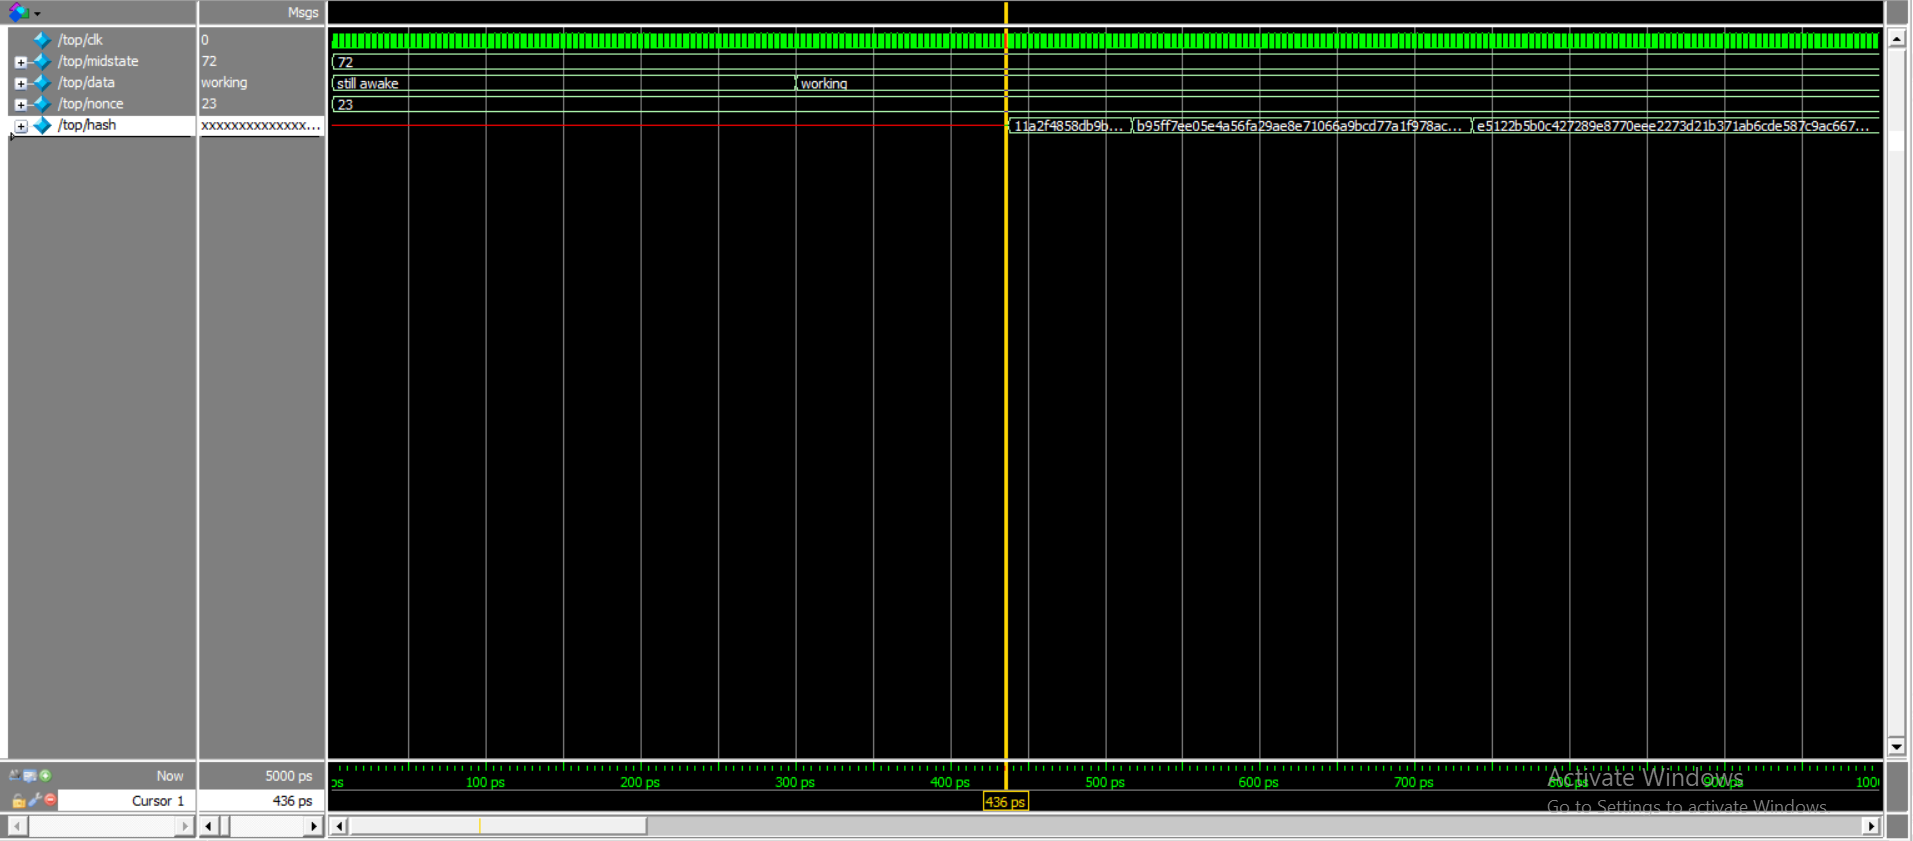 Msgs
/top/clk 0
/top/midstate 72 72
/top/data working still awake working
/top/nonce 23 23
/top/hash xxxxxxxxxxxxxx... 11a2f4858db9b... b95ff7ee05e4a56fa29ae8e71066a9bcd77a1f978ac... e5122b5b0c427289e8770eee2273d21b371ab6cde587c9ac667...
Now 5000 ps ps 100 ps 200 ps 300 ps 400 ps 500 ps 600 ps 700 ps 800 ps 900 ps 100
Activate Windows
Cursor 1 436 ps 436 ps
Go to Settings to activate Windows.